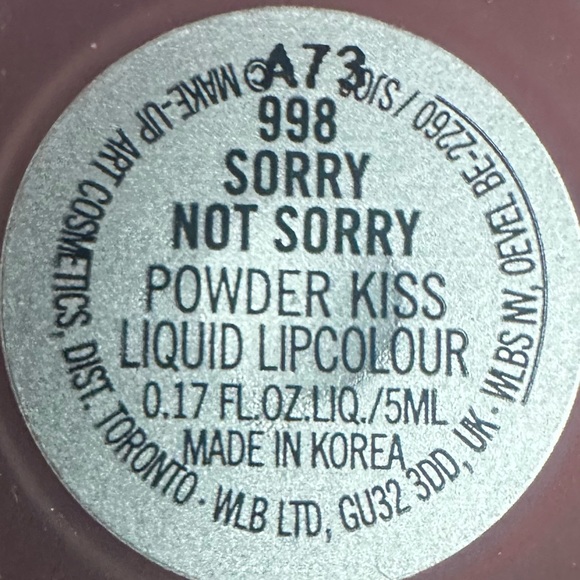 A73
998
SORRY
NOT SORRY
POWDER KISS
LIQUID LIPCOLOUR
0.17 FL.OZ.LIQ./5ML
MADE IN KOREA
© MAKE-UP ART COSMETICS, DIST. TORONTO · WLB LTD, GU32 3DD, UK · WLBS NV, OEVEL BE-2260 /